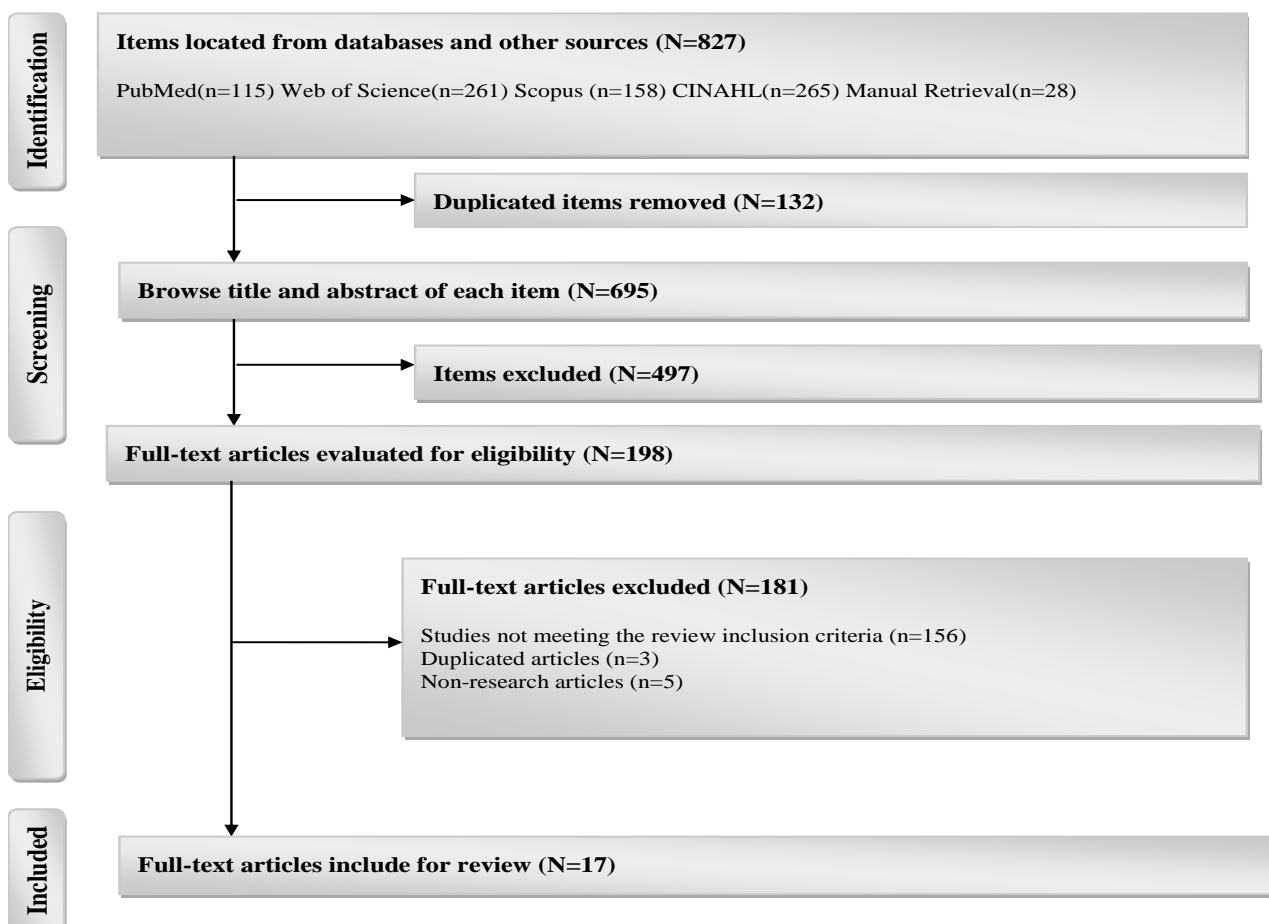 Identification
Items located from databases and other sources (N=827)
PubMed(n=115) Web of Science(n=261) Scopus (n=158) CINAHL(n=265) Manual Retrieval(n=28)
Duplicated items removed (N=132)
Screening
Browse title and abstract of each item (N=695)
Items excluded (N=497)
Full-text articles evaluated for eligibility (N=198)
Eligibility
Full-text articles excluded (N=181)
Studies not meeting the review inclusion criteria (n=156)
Duplicated articles (n=3)
Non-research articles (n=5)
Included
Full-text articles include for review (N=17)